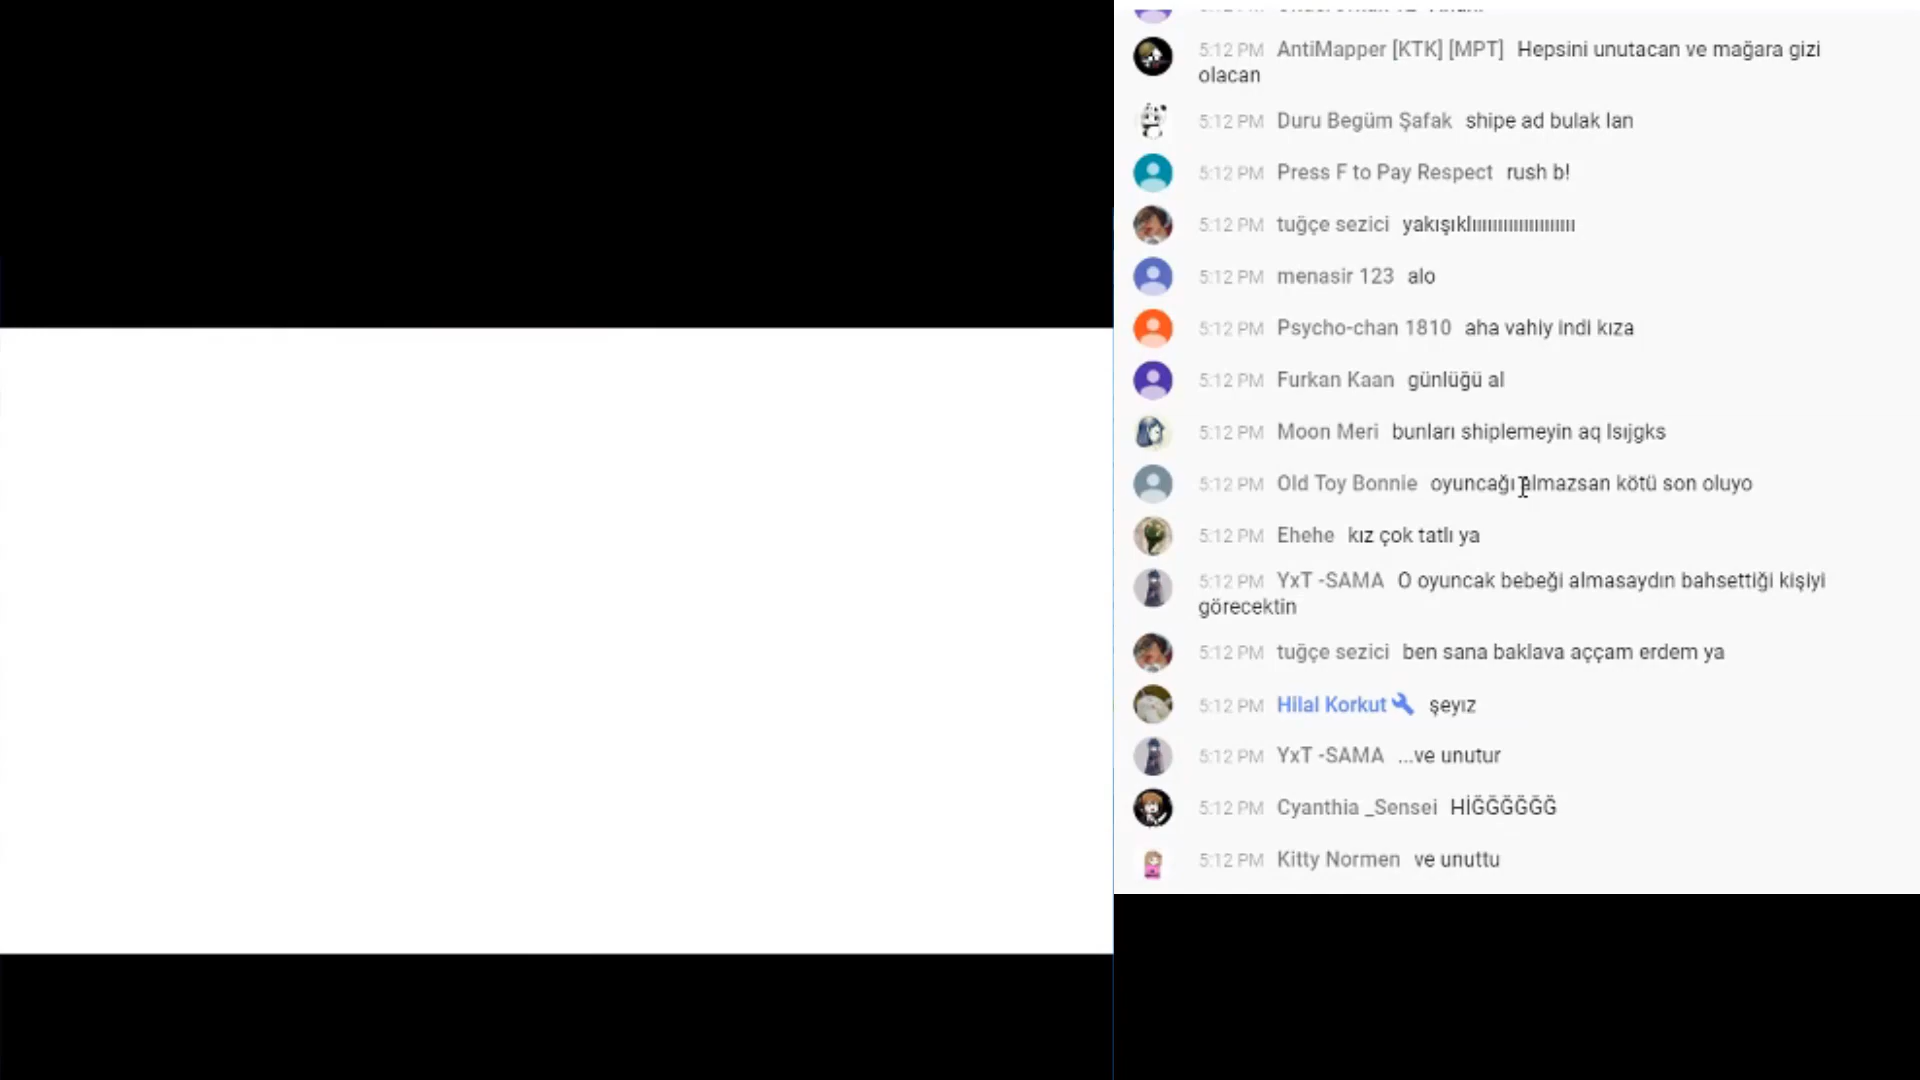 5:12 PM AntiMapper [KTK] [MPT] Hepsini unutacan ve mağara gizi
olacan
5:12 PM Duru Begüm Şafak shipe ad bulak lan
5:12 PM Press F to Pay Respect rush b!
5:12 PM tuğçe sezici yakışıklıııııııııııııııııııı
5:12 PM menasir 123 alo
5:12 PM Psycho-chan 1810 aha vahiy indi kıza
5:12 PM Furkan Kaan günlüğü al
5:12 PM Moon Meri bunları shiplemeyin aq lsıjgks
5:12 PM Old Toy Bonnie oyuncağı almazsan kötü son oluyo
5:12 PM Ehehe kız çok tatlı ya
5:12 PM YxT -SAMA O oyuncak bebeği almasaydın bahsettiği kişiyi
görecektin
5:12 PM tuğçe sezici ben sana baklava aççam erdem ya
5:12 PM Hilal Korkut şeyız
5:12 PM YxT -SAMA ...ve unutur
5:12 PM Cyanthia _Sensei HİĞĞĞĞĞĞ
5:12 PM Kitty Normen ve unuttu